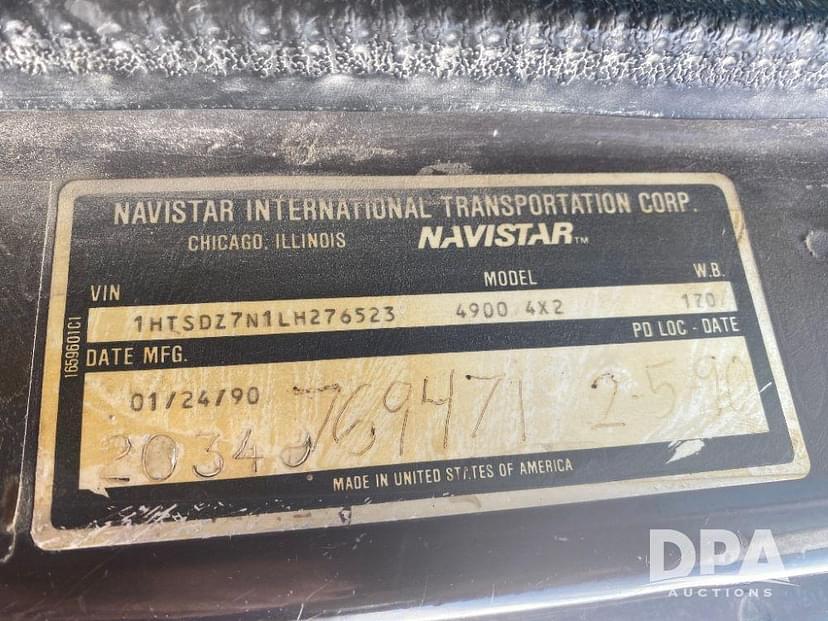 NAVISTAR INTERNATIONAL TRANSPORTATION CORP.
CHICAGO, ILLINOIS NAVISTAR™
VIN MODEL W.B.
1HTSDZ7N1LH276523 4900 4X2 170
PD LOC - DATE
DATE MFG.
01/24/90 769471 2-5-90
2034
MADE IN UNITED STATES OF AMERICA
1659601C1
DPA
AUCTIONS